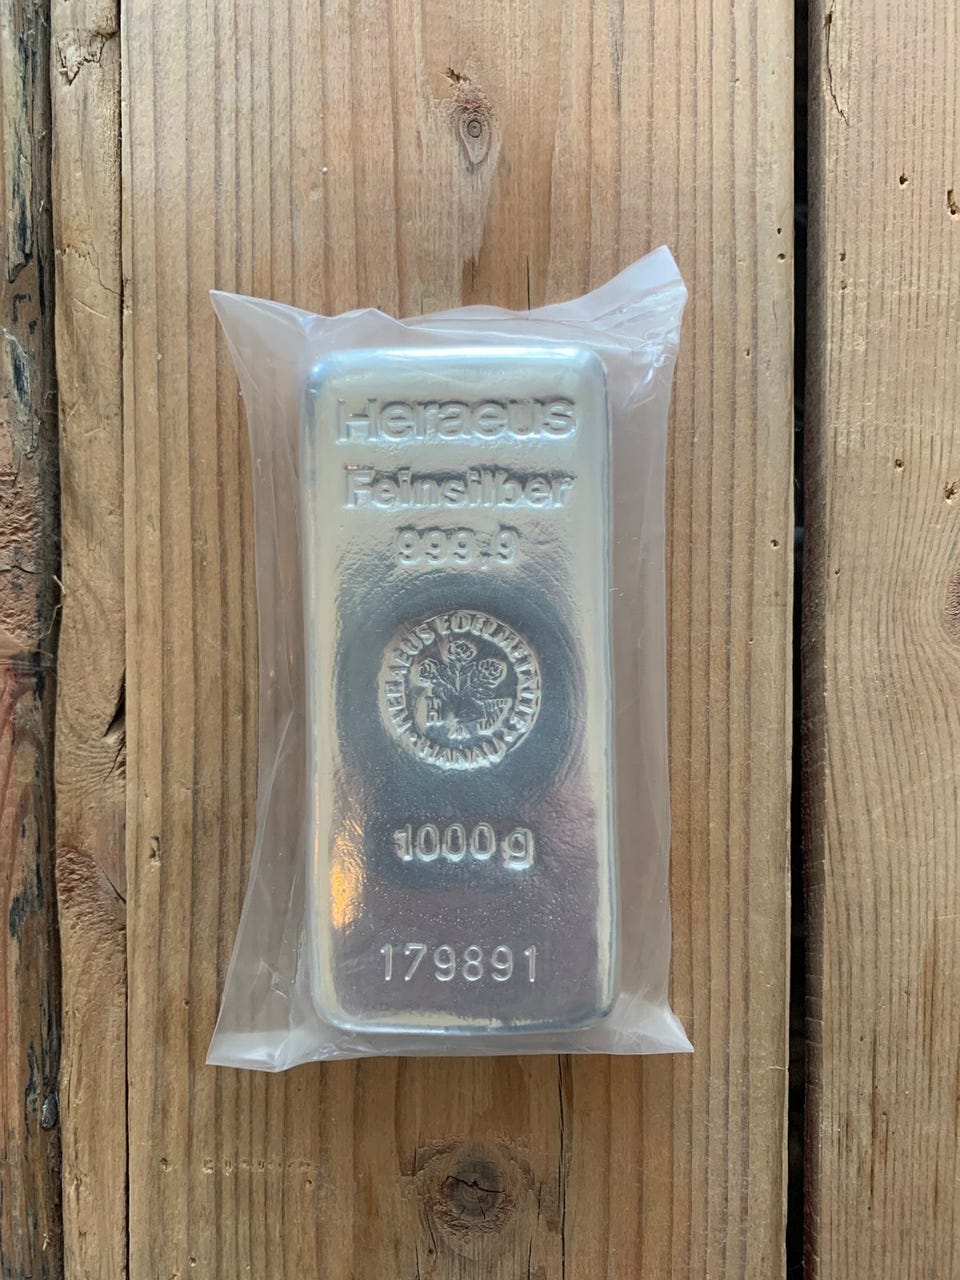 Heraeus
Feinsilber
999,9
HERAEUS EDELMETALLE
HANAU
H
1000 g
179891